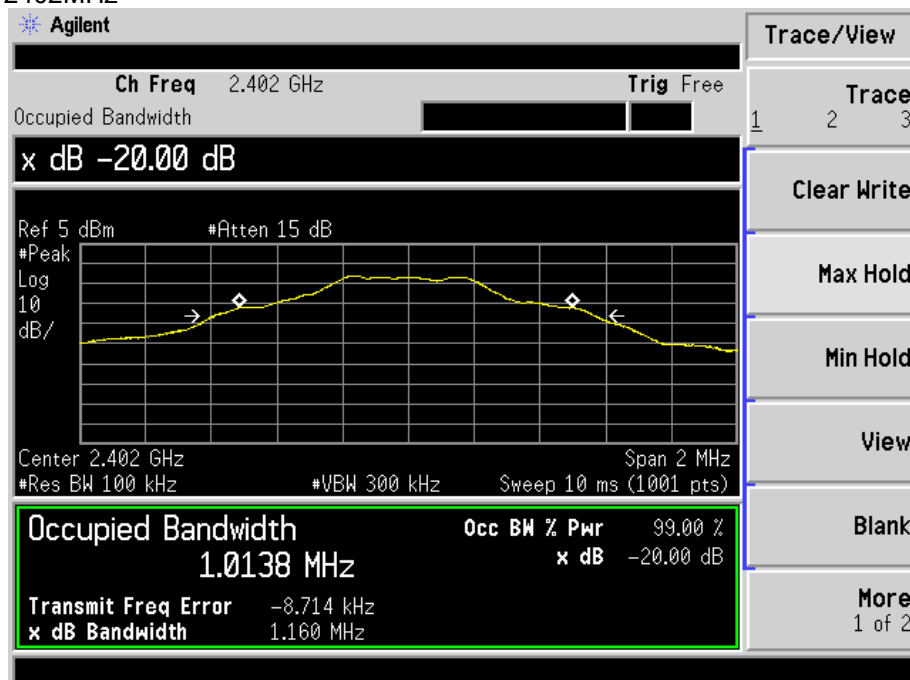 Agilent
Ch Freq 2.402 GHz Trig Free
Occupied Bandwidth
x dB -20.00 dB
Ref 5 dBm #Atten 15 dB
#Peak
Log
10
dB/
Center 2.402 GHz Span 2 MHz
#Res BW 100 kHz #VBW 300 kHz Sweep 10 ms (1001 pts)
Occupied Bandwidth Occ BW % Pwr 99.00 %
1.0138 MHz x dB -20.00 dB
Transmit Freq Error -8.714 kHz
x dB Bandwidth 1.160 MHz
Trace/View
Trace
1 2 3
Clear Write
Max Hold
Min Hold
View
Blank
More
1 of 2